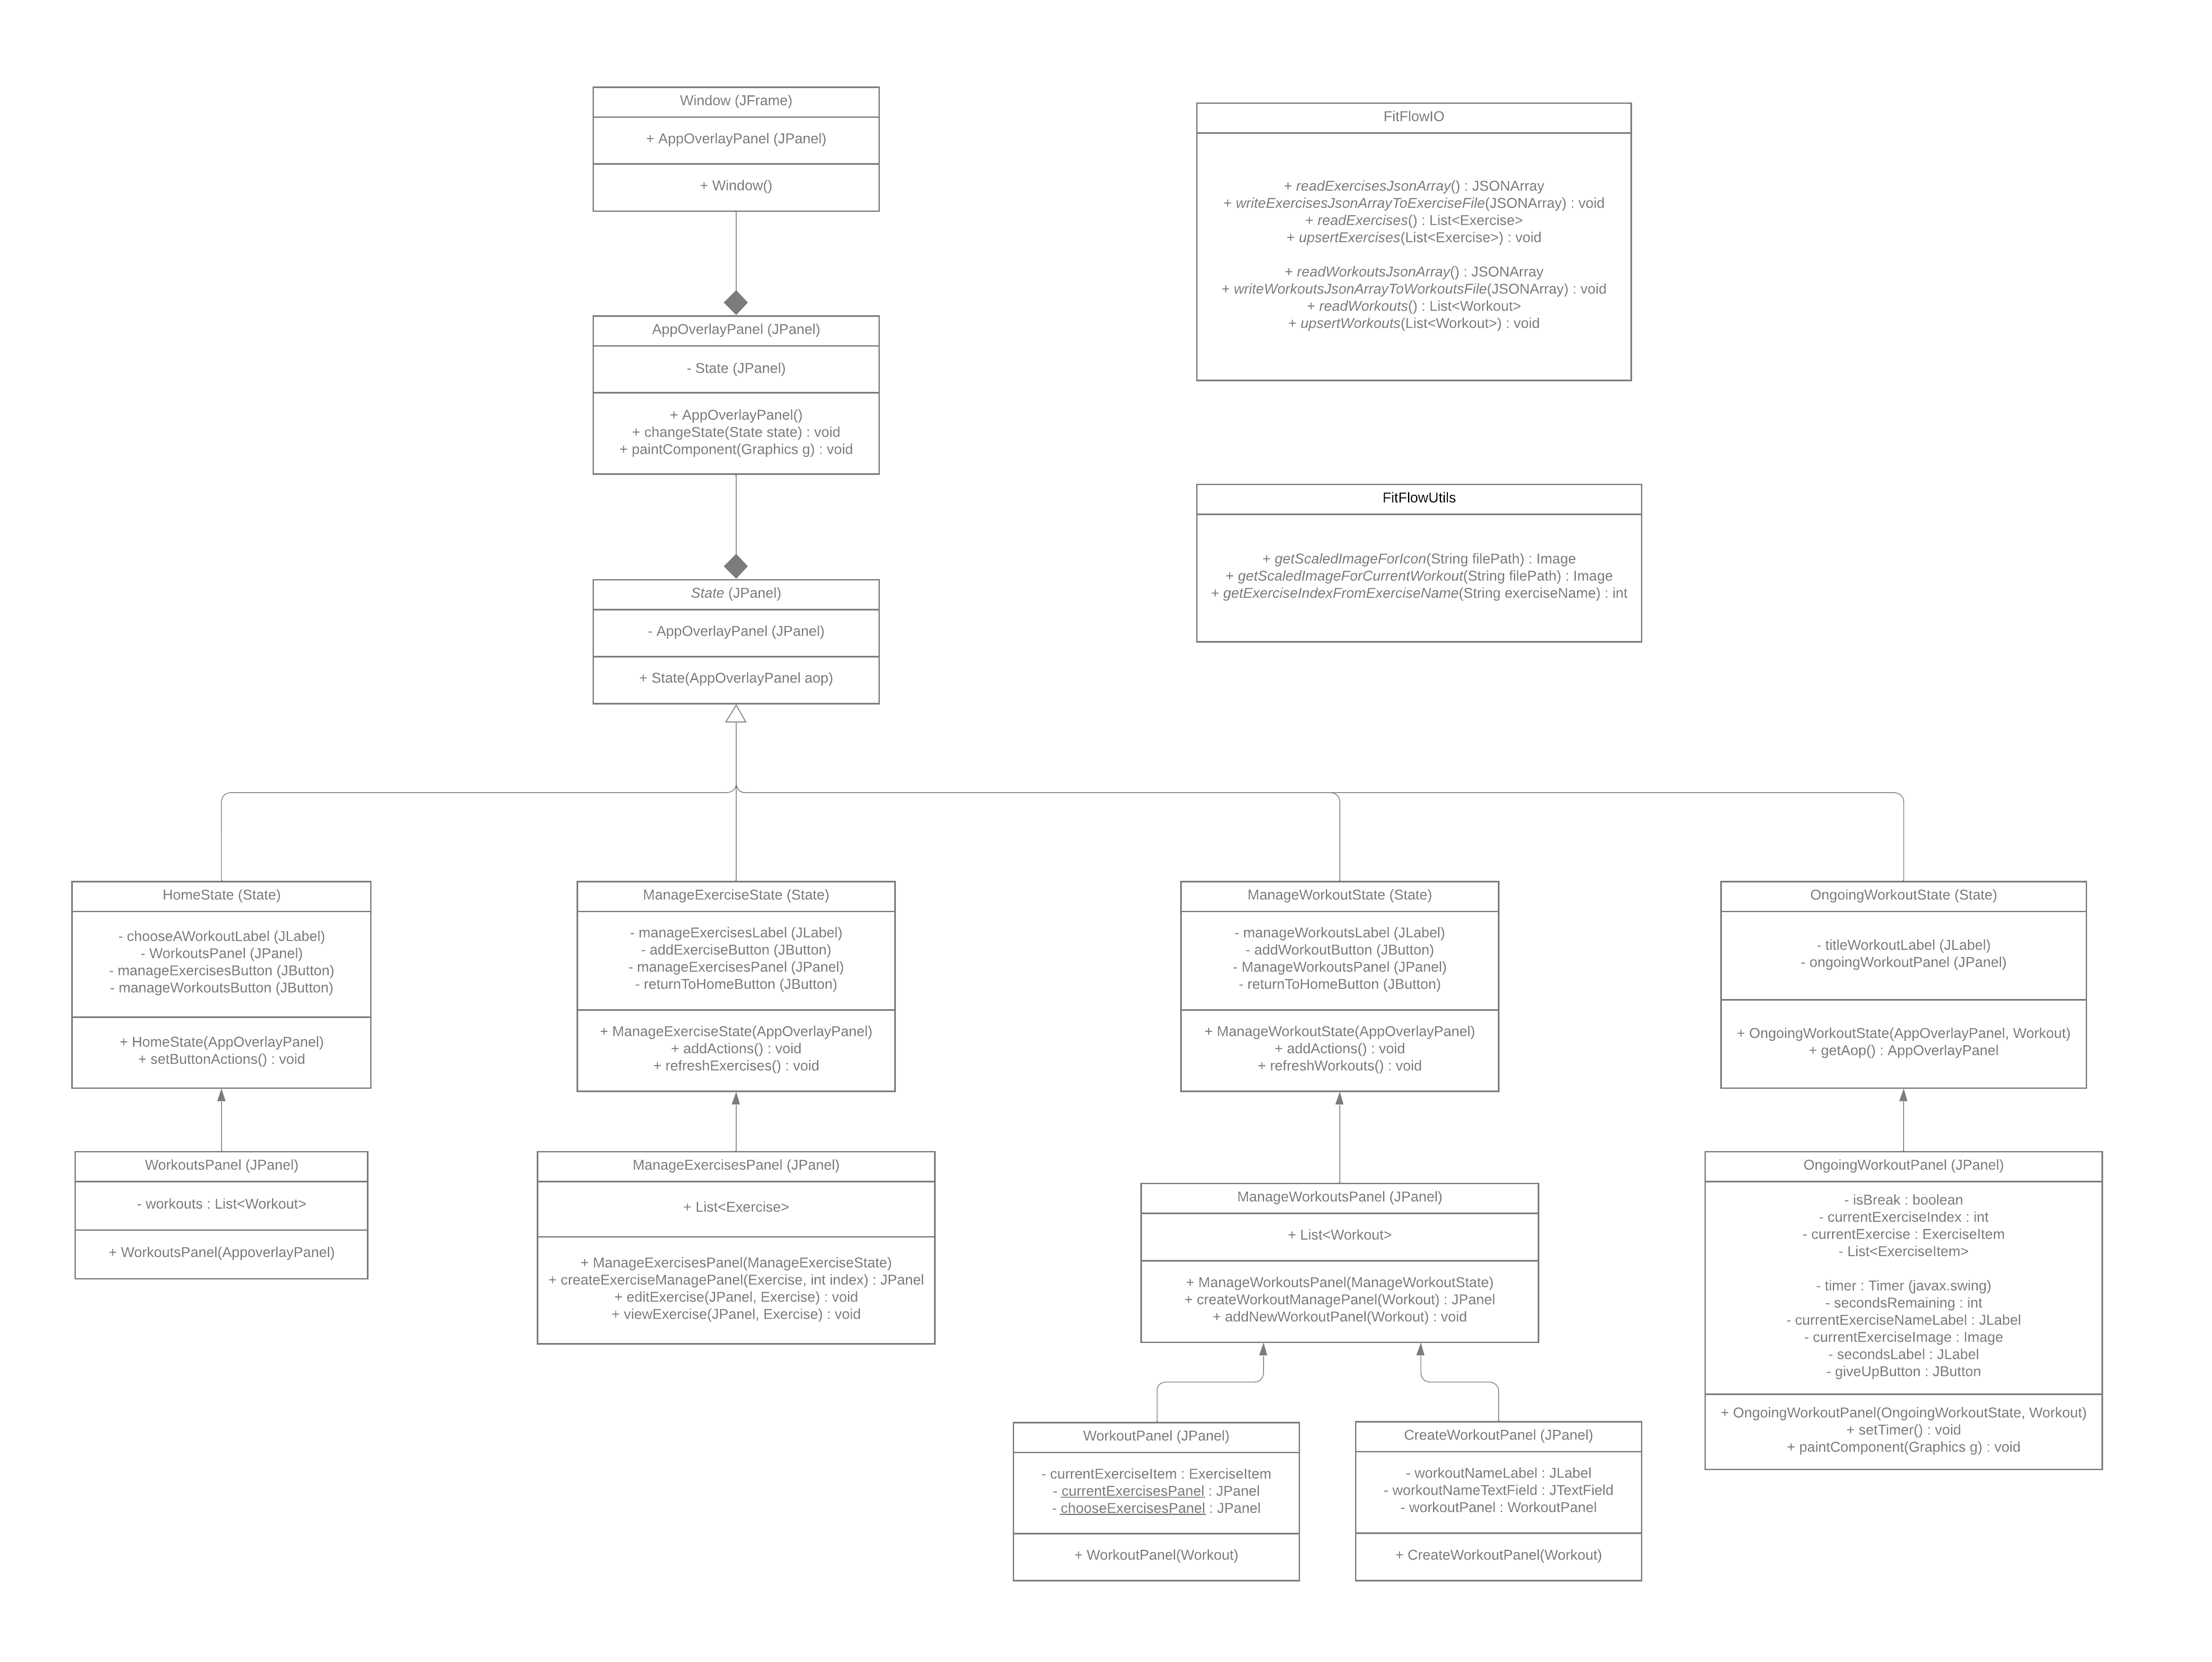 Window (JFrame)
+ AppOverlayPanel (JPanel)
+ Window()
FitFlowIO
+ readExercisesJsonArray() : JSONArray
+ writeExercisesJsonArrayToExerciseFile(JSONArray) : void
+ readExercises() : List<Exercise>
+ upsertExercises(List<Exercise>) : void
+ readWorkoutsJsonArray() : JSONArray
+ writeWorkoutsJsonArrayToWorkoutsFile(JSONArray) : void
+ readWorkouts() : List<Workout>
+ upsertWorkouts(List<Workout>) : void
AppOverlayPanel (JPanel)
- State (JPanel)
+ AppOverlayPanel()
+ changeState(State state) : void
+ paintComponent(Graphics g) : void
FitFlowUtils
+ getScaledImageForIcon(String filePath) : Image
+ getScaledImageForCurrentWorkout(String filePath) : Image
+ getExerciseIndexFromExerciseName(String exerciseName) : int
State (JPanel)
- AppOverlayPanel (JPanel)
+ State(AppOverlayPanel aop)
HomeState (State)
- chooseAWorkoutLabel (JLabel)
- WorkoutsPanel (JPanel)
- manageExercisesButton (JButton)
- manageWorkoutsButton (JButton)
+ HomeState(AppOverlayPanel)
+ setButtonActions() : void
ManageExerciseState (State)
- manageExercisesLabel (JLabel)
- addExerciseButton (JButton)
- manageExercisesPanel (JPanel)
- returnToHomeButton (JButton)
+ ManageExerciseState(AppOverlayPanel)
+ addActions() : void
+ refreshExercises() : void
ManageWorkoutState (State)
- manageWorkoutsLabel (JLabel)
- addWorkoutButton (JButton)
- ManageWorkoutsPanel (JPanel)
- returnToHomeButton (JButton)
+ ManageWorkoutState(AppOverlayPanel)
+ addActions() : void
+ refreshWorkouts() : void
OngoingWorkoutState (State)
- titleWorkoutLabel (JLabel)
- ongoingWorkoutPanel (JPanel)
+ OngoingWorkoutState(AppOverlayPanel, Workout)
+ getAop() : AppOverlayPanel
WorkoutsPanel (JPanel)
- workouts : List<Workout>
+ WorkoutsPanel(AppoverlayPanel)
ManageExercisesPanel (JPanel)
+ List<Exercise>
+ ManageExercisesPanel(ManageExerciseState)
+ createExerciseManagePanel(Exercise, int index) : JPanel
+ editExercise(JPanel, Exercise) : void
+ viewExercise(JPanel, Exercise) : void
ManageWorkoutsPanel (JPanel)
+ List<Workout>
+ ManageWorkoutsPanel(ManageWorkoutState)
+ createWorkoutManagePanel(Workout) : JPanel
+ addNewWorkoutPanel(Workout) : void
OngoingWorkoutPanel (JPanel)
- isBreak : boolean
- currentExerciseIndex : int
- currentExercise : ExerciseItem
- List<ExerciseItem>
- timer : Timer (javax.swing)
- secondsRemaining : int
- currentExerciseNameLabel : JLabel
- currentExerciseImage : Image
- secondsLabel : JLabel
- giveUpButton : JButton
+ OngoingWorkoutPanel(OngoingWorkoutState, Workout)
+ setTimer() : void
+ paintComponent(Graphics g) : void
WorkoutPanel (JPanel)
- currentExerciseItem : ExerciseItem
- currentExercisesPanel : JPanel
- chooseExercisesPanel : JPanel
+ WorkoutPanel(Workout)
CreateWorkoutPanel (JPanel)
- workoutNameLabel : JLabel
- workoutNameTextField : JTextField
- workoutPanel : WorkoutPanel
+ CreateWorkoutPanel(Workout)